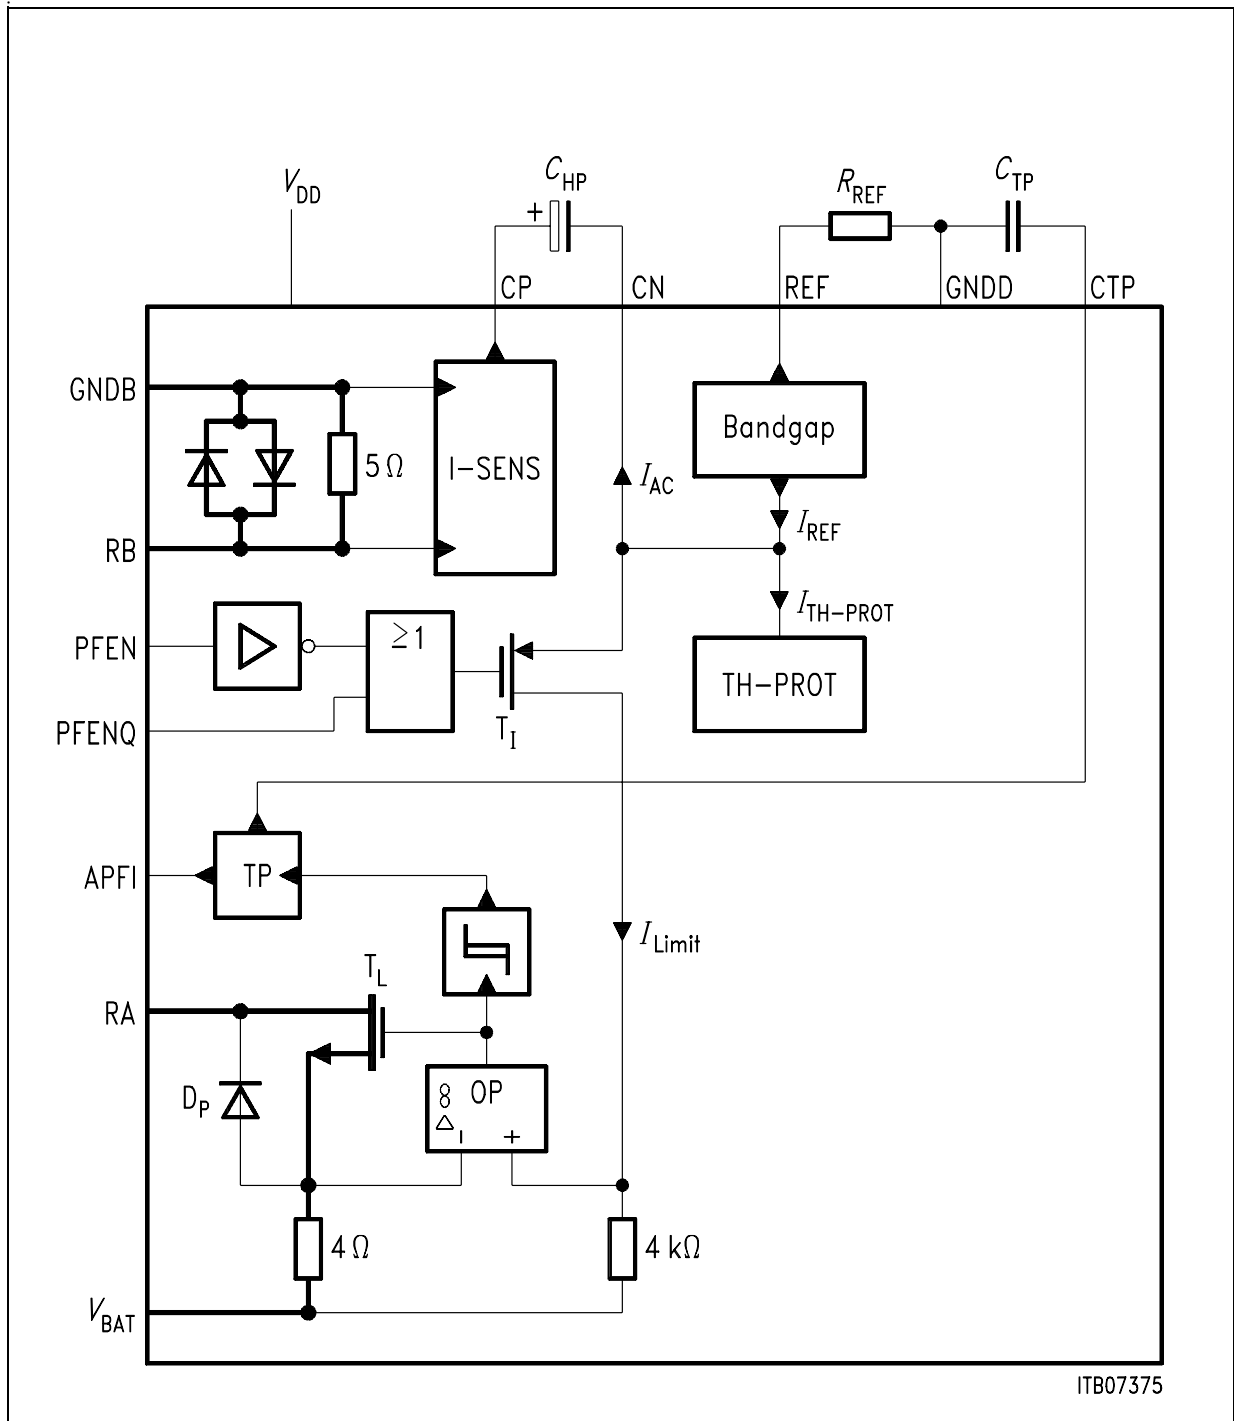 V_DD
C_HP
R_REF
C_TP
+
CP
CN
REF
GNDD
CTP
GNDB
5 Ω
I-SENS
Bandgap
I_AC
I_REF
RB
I_TH-PROT
PFEN
≥1
TH-PROT
PFENQ
T_I
APFI
TP
I_Limit
T_L
RA
D_P
8
OP
- +
4 Ω
4 kΩ
V_BAT
ITB07375